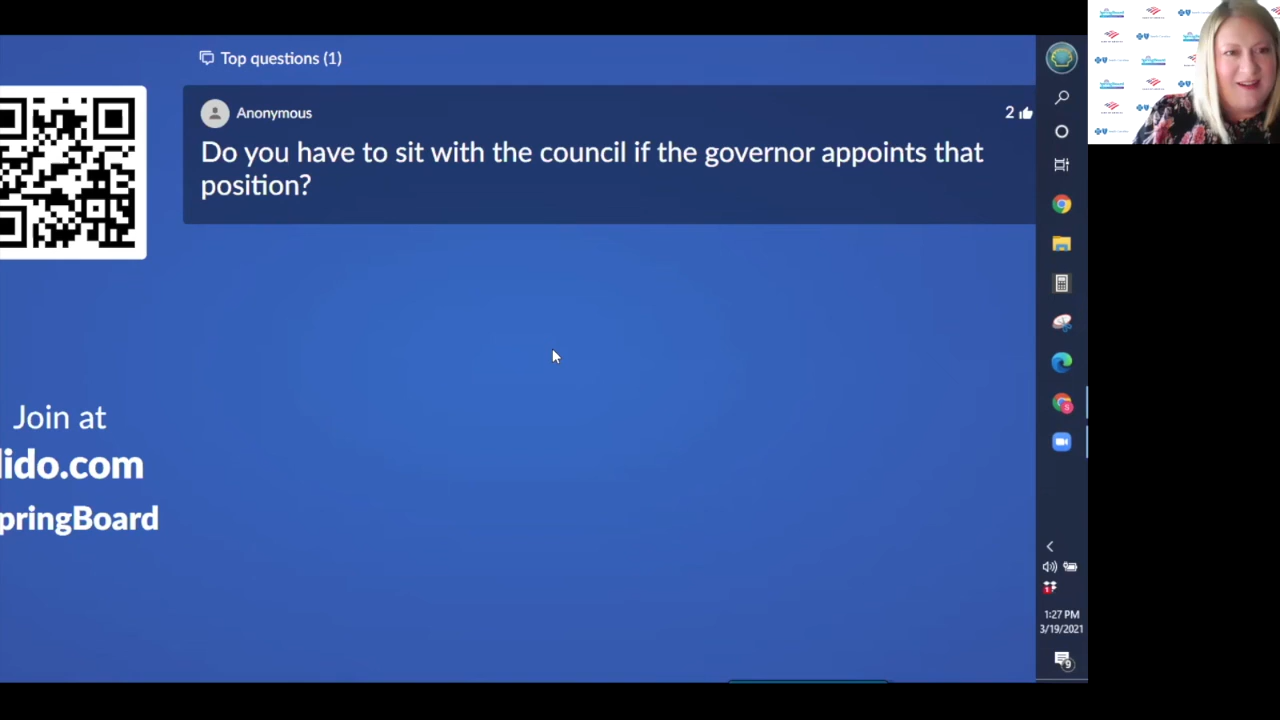 Top questions (1)
Anonymous
2
Do you have to sit with the council if the governor appoints that
position?
Join at
lido.com
pringBoard
1:27 PM
3/19/2021
9